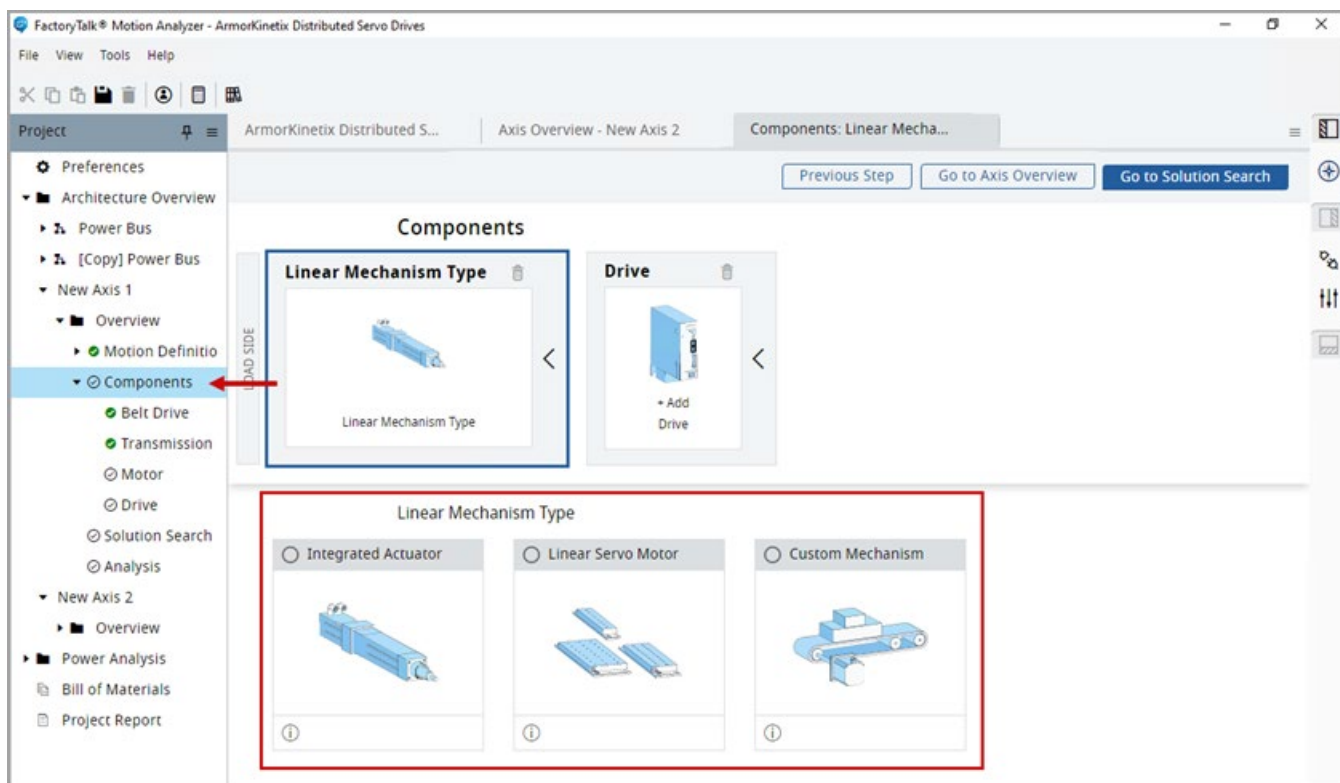 FactoryTalk® Motion Analyzer - ArmorKinetix Distributed Servo Drives
File View Tools Help
Project
ArmorKinetix Distributed S...
Axis Overview - New Axis 2
Components: Linear Mecha...
Preferences
Architecture Overview
Power Bus
[Copy] Power Bus
New Axis 1
Overview
Motion Definitio
Components
Belt Drive
Transmission
Motor
Drive
Solution Search
Analysis
New Axis 2
Overview
Power Analysis
Bill of Materials
Project Report
Previous Step
Go to Axis Overview
Go to Solution Search
Components
LOAD SIDE
Linear Mechanism Type
Linear Mechanism Type
Drive
+ Add
Drive
Linear Mechanism Type
Integrated Actuator
Linear Servo Motor
Custom Mechanism